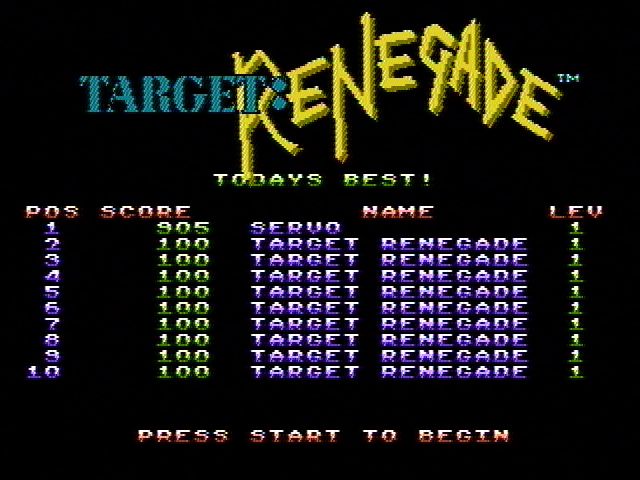 TARGET: RENEGADE™
TODAYS BEST!
POS SCORE NAME LEV
1 905 SERVO 1
2 100 TARGET RENEGADE 1
3 100 TARGET RENEGADE 1
4 100 TARGET RENEGADE 1
5 100 TARGET RENEGADE 1
6 100 TARGET RENEGADE 1
7 100 TARGET RENEGADE 1
8 100 TARGET RENEGADE 1
9 100 TARGET RENEGADE 1
10 100 TARGET RENEGADE 1
PRESS START TO BEGIN